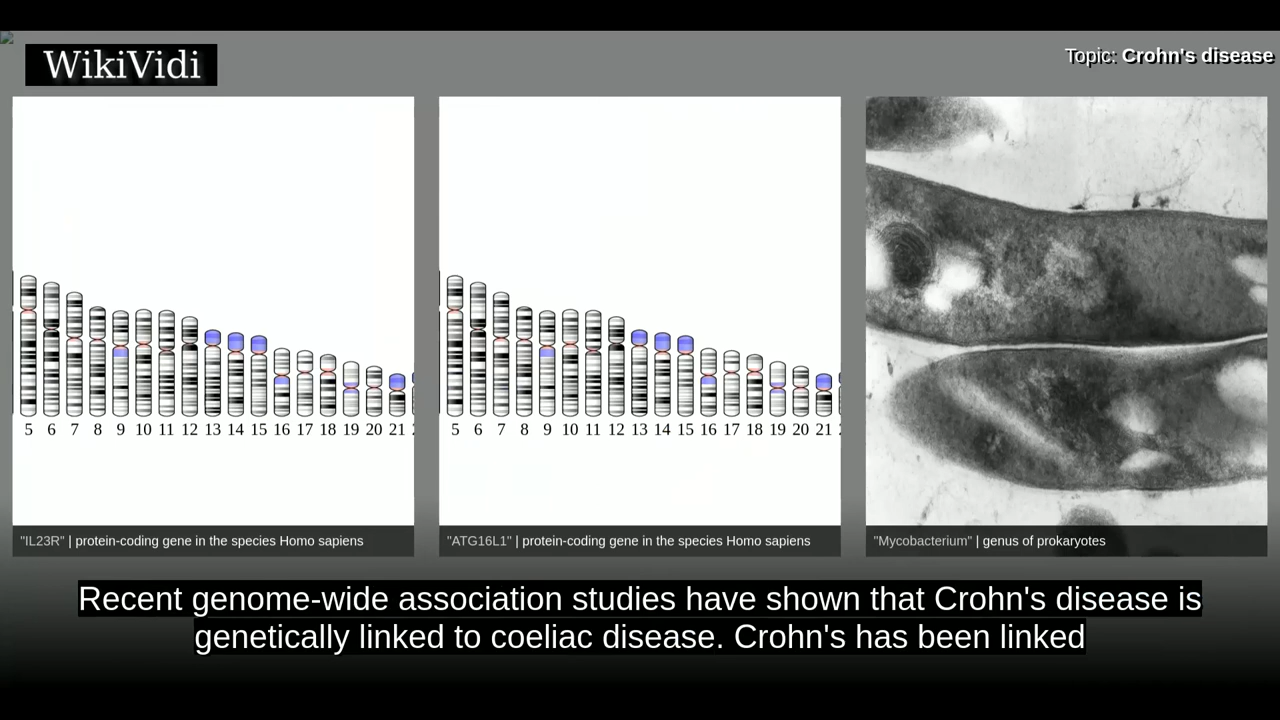 WikiVidi
Topic: Crohn's disease
5 6 7 8 9 10 11 12 13 14 15 16 17 18 19 20 21
5 6 7 8 9 10 11 12 13 14 15 16 17 18 19 20 21
"IL23R" | protein-coding gene in the species Homo sapiens
"ATG16L1" | protein-coding gene in the species Homo sapiens
"Mycobacterium" | genus of prokaryotes
Recent genome-wide association studies have shown that Crohn's disease is
genetically linked to coeliac disease. Crohn's has been linked